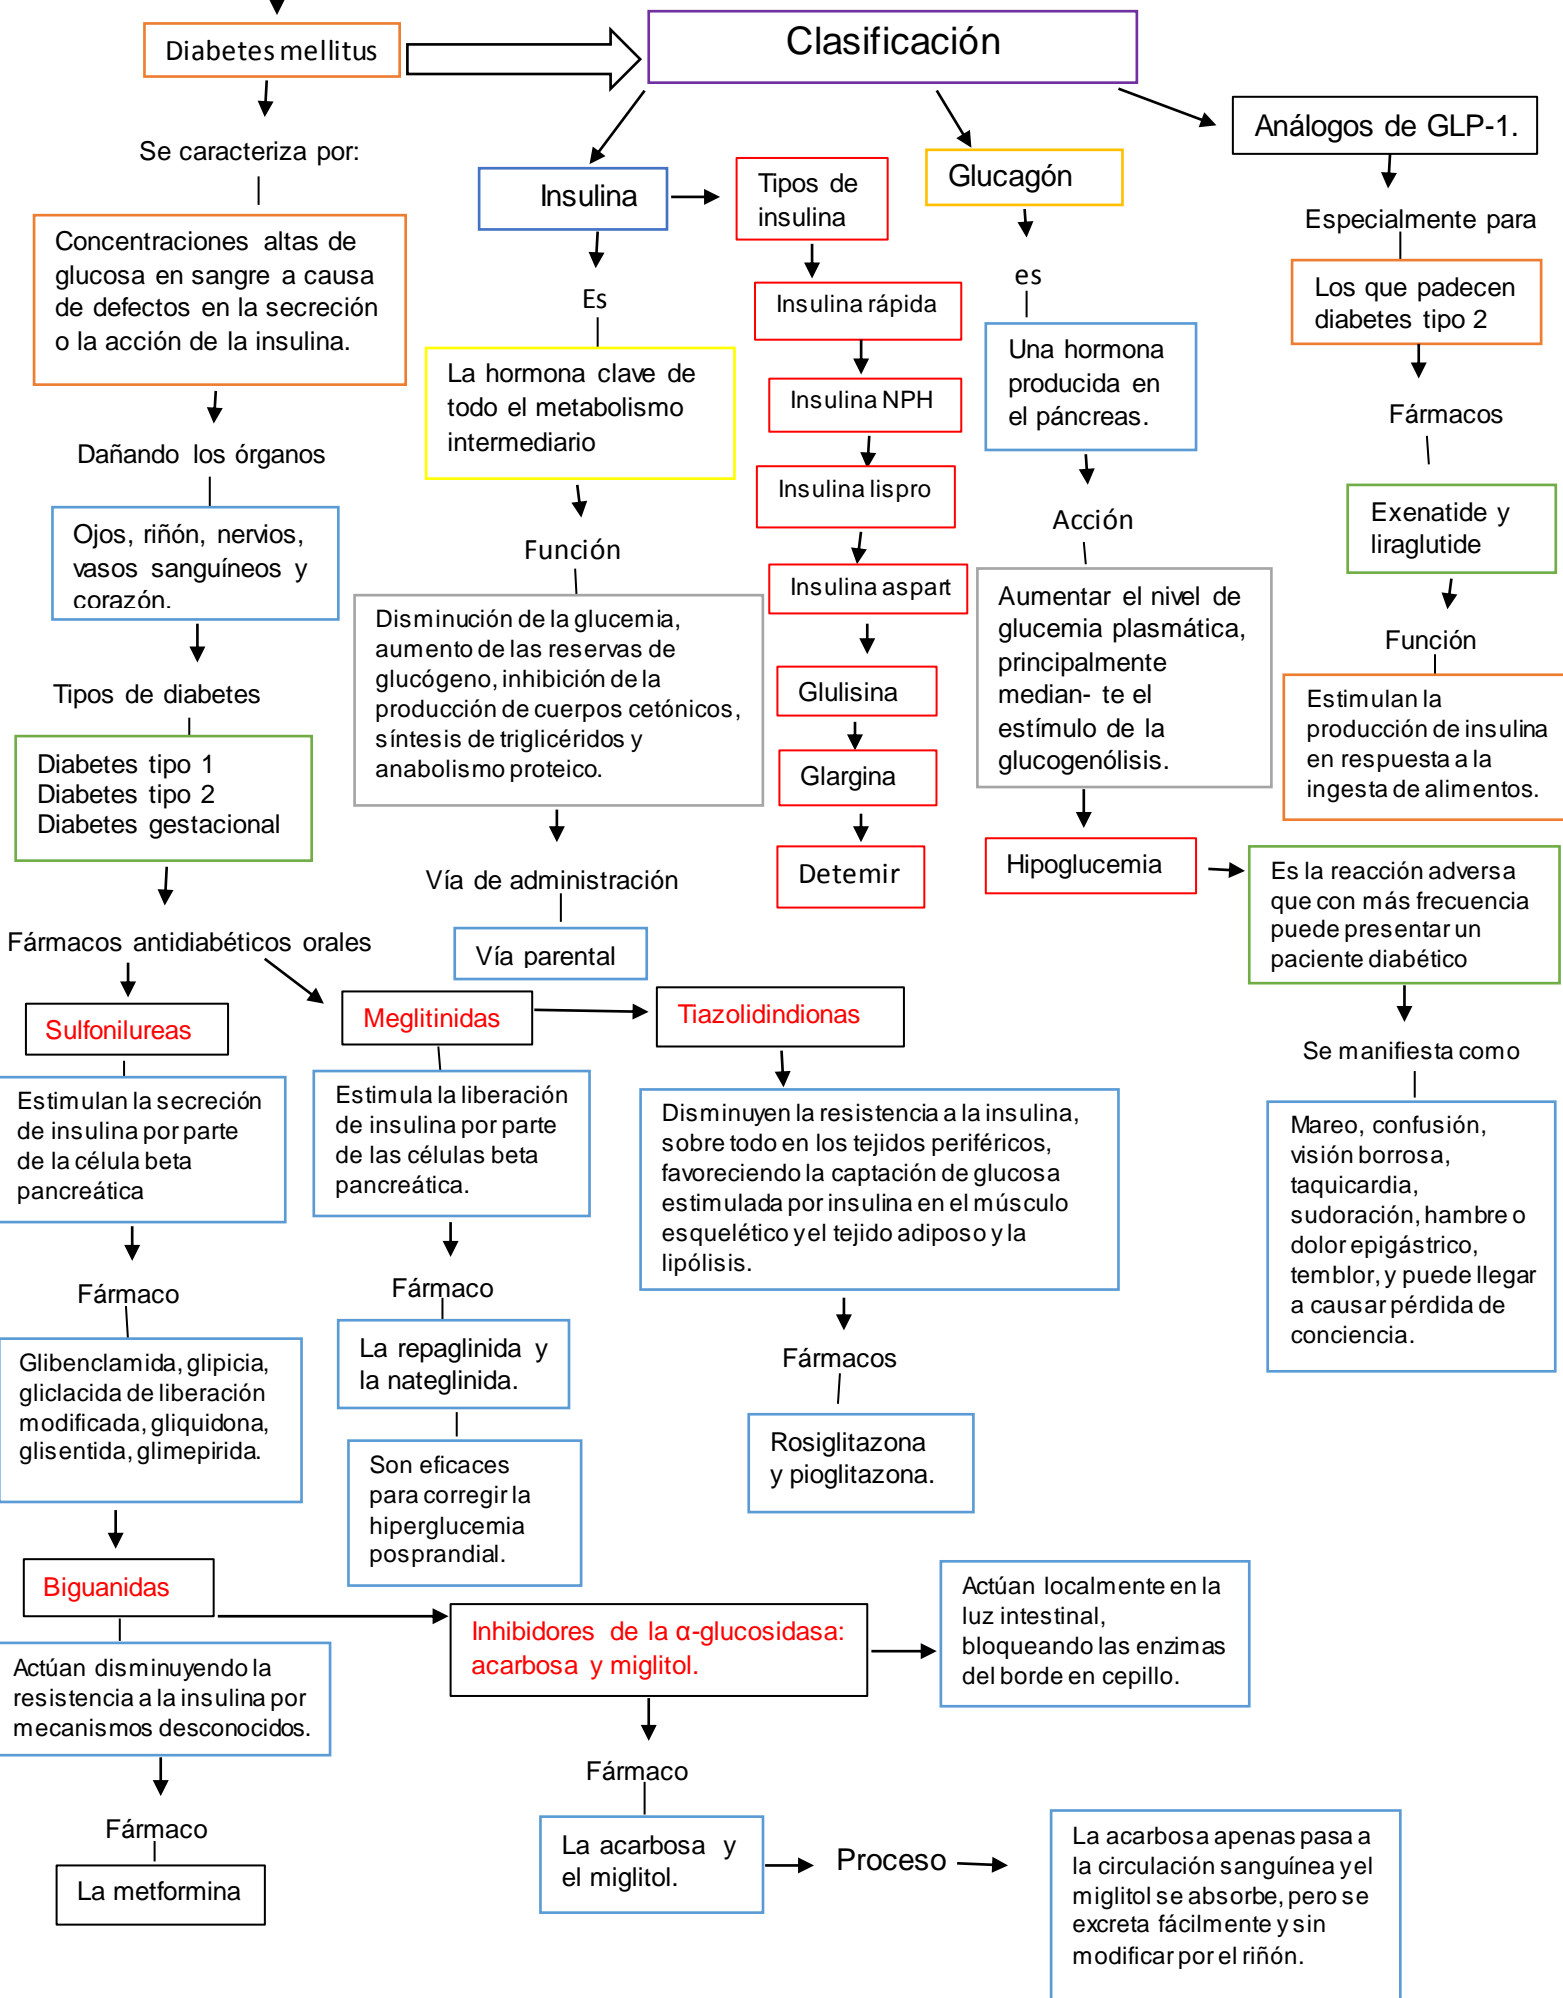 Diabetes mellitus
Clasificación
Análogos de GLP-1.
Se caracteriza por:
Concentraciones altas de
glucosa en sangre a causa
de defectos en la secreción
o la acción de la insulina.
Dañando los órganos
Ojos, riñón, nervios,
vasos sanguíneos y
corazón.
Tipos de diabetes
Diabetes tipo 1
Diabetes tipo 2
Diabetes gestacional
Fármacos antidiabéticos orales
Insulina
Es
La hormona clave de
todo el metabolismo
intermediario
Función
Disminución de la glucemia,
aumento de las reservas de
glucógeno, inhibición de la
producción de cuerpos cetónicos,
síntesis de triglicéridos y
anabolismo proteico.
Vía de administración
Vía parental
Tipos de
insulina
Insulina rápida
Insulina NPH
Insulina lispro
Insulina aspart
Glulisina
Glargina
Detemir
Glucagón
es
Una hormona
producida en
el páncreas.
Acción
Aumentar el nivel de
glucemia plasmática,
principalmente
median- te el
estímulo de la
glucogenólisis.
Hipoglucemia
Especialmente para
Los que padecen
diabetes tipo 2
Fármacos
Exenatide y
liraglutide
Función
Estimulan la
producción de insulina
en respuesta a la
ingesta de alimentos.
Es la reacción adversa
que con más frecuencia
puede presentar un
paciente diabético
Se manifiesta como
Mareo, confusión,
visión borrosa,
taquicardia,
sudoración, hambre o
dolor epigástrico,
temblor, y puede llegar
a causar pérdida de
conciencia.
Sulfonilureas
Estimulan la secreción
de insulina por parte
de la célula beta
pancreática
Fármaco
Glibenclamida, glipicia,
gliclacida de liberación
modificada, gliquidona,
glisentida, glimepirida.
Meglitinidas
Estimula la liberación
de insulina por parte
de las células beta
pancreática.
Fármaco
La repaglinida y
la nateglinida.
Son eficaces
para corregir la
hiperglucemia
posprandial.
Tiazolidindionas
Disminuyen la resistencia a la insulina,
sobre todo en los tejidos periféricos,
favoreciendo la captación de glucosa
estimulada por insulina en el músculo
esquelético y el tejido adiposo y la
lipólisis.
Fármacos
Rosiglitazona
y pioglitazona.
Biguanidas
Actúan disminuyendo la
resistencia a la insulina por
mecanismos desconocidos.
Fármaco
La metformina
Inhibidores de la α-glucosidasa:
acarbosa y miglitol.
Actúan localmente en la
luz intestinal,
bloqueando las enzimas
del borde en cepillo.
Fármaco
La acarbosa y
el miglitol.
Proceso
La acarbosa apenas pasa a
la circulación sanguínea y el
miglitol se absorbe, pero se
excreta fácilmente y sin
modificar por el riñón.